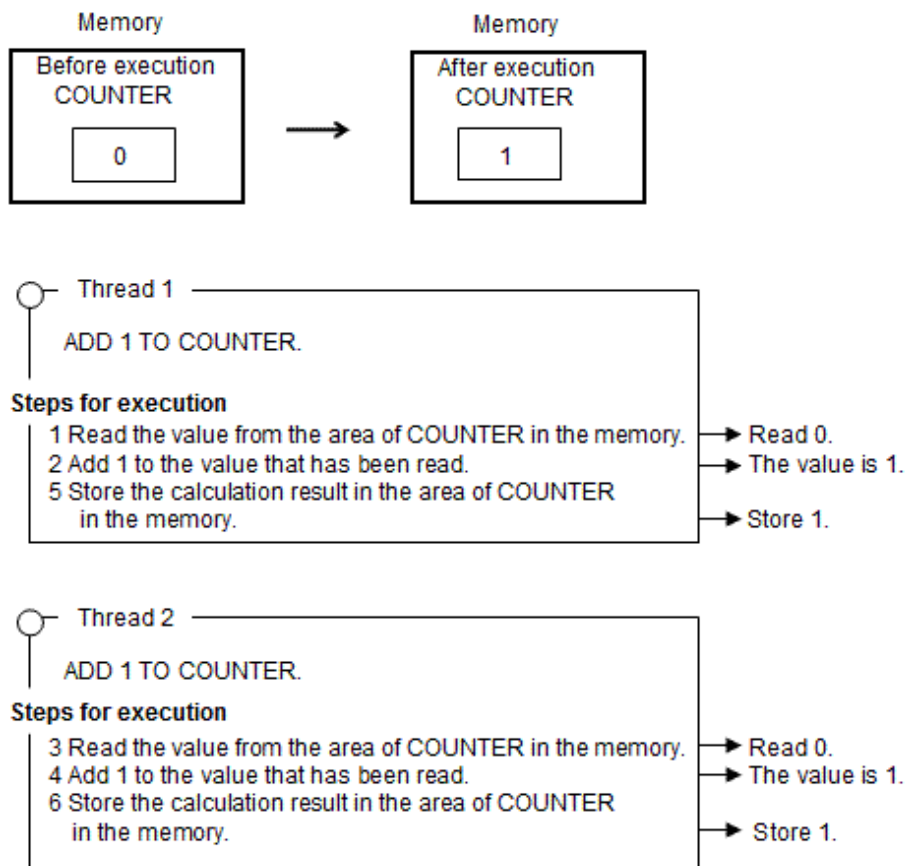 Memory
Memory
Before execution
COUNTER
0
After execution
COUNTER
1
Thread 1
ADD 1 TO COUNTER.
Steps for execution
1 Read the value from the area of COUNTER in the memory.
Read 0.
2 Add 1 to the value that has been read.
The value is 1.
5 Store the calculation result in the area of COUNTER
in the memory.
Store 1.
Thread 2
ADD 1 TO COUNTER.
Steps for execution
3 Read the value from the area of COUNTER in the memory.
Read 0.
4 Add 1 to the value that has been read.
The value is 1.
6 Store the calculation result in the area of COUNTER
in the memory.
Store 1.